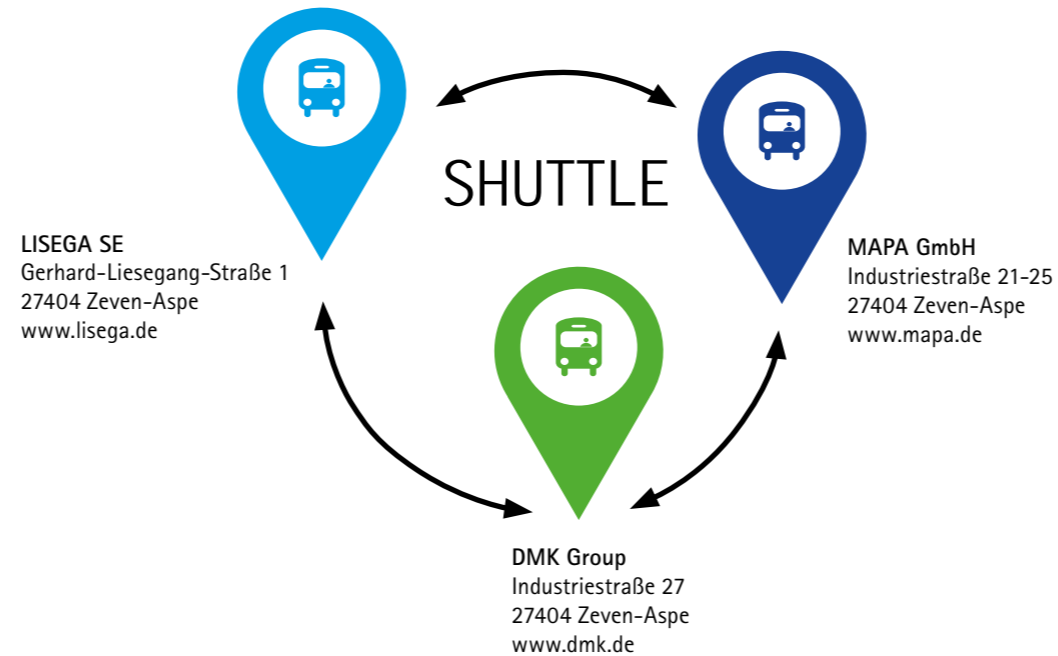 SHUTTLE
LISEGA SE
Gerhard-Liesegang-Straße 1
27404 Zeven-Aspe
www.lisega.de
MAPA GmbH
Industriestraße 21-25
27404 Zeven-Aspe
www.mapa.de
DMK Group
Industriestraße 27
27404 Zeven-Aspe
www.dmk.de